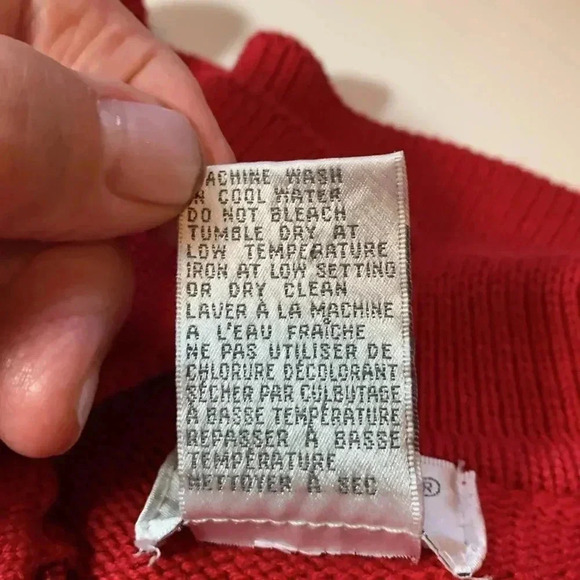 MACHINE WASH
IN COOL WATER
DO NOT BLEACH
TUMBLE DRY AT
LOW TEMPERATURE
IRON AT LOW SETTING
OR DRY CLEAN
LAVER À LA MACHINE
A L'EAU FRAÎCHE
NE PAS UTILISER DE
CHLORURE DÉCOLORANT
SÉCHER PAR CULBUTAGE
À BASSE TEMPÉRATURE
REPASSER À BASSE
TEMPÉRATURE
NETTOYER À SEC
®